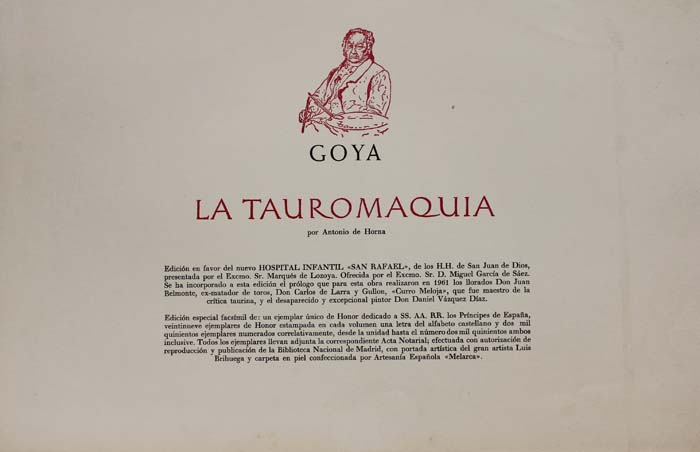 GOYA
LA TAUROMAQUIA
por Antonio de Horna
Edición en favor del nuevo HOSPITAL INFANTIL «SAN RAFAEL», de los H.H. de San Juan de Dios,
presentada por el Excmo. Sr. Marqués de Lozoya. Ofrecida por el Excmo. Sr. D. Miguel García de Sáez.
Se ha incorporado a esta edición el prólogo que para esta obra realizaron en 1961 los llorados Don Juan
Belmonte, ex-matador de toros, Don Carlos de Larra y Gullon, «Curro Meloja», que fue maestro de la
crítica taurina, y el desaparecido y excepcional pintor Don Daniel Vázquez Díaz.
Edición especial facsímil de: un ejemplar único de Honor dedicado a SS. AA. RR. los Príncipes de España,
veintinueve ejemplares de Honor estampada en cada volumen una letra del alfabeto castellano y dos mil
quinientos ejemplares numerados correlativamente, desde la unidad hasta el número dos mil quinientos ambos
inclusive. Todos los ejemplares llevan adjunta la correspondiente Acta Notarial; efectuada con autorización de
reproducción y publicación de la Biblioteca Nacional de Madrid, con portada artística del gran artista Luis
Brihuega y carpeta en piel confeccionada por Artesanía Española «Melarca».